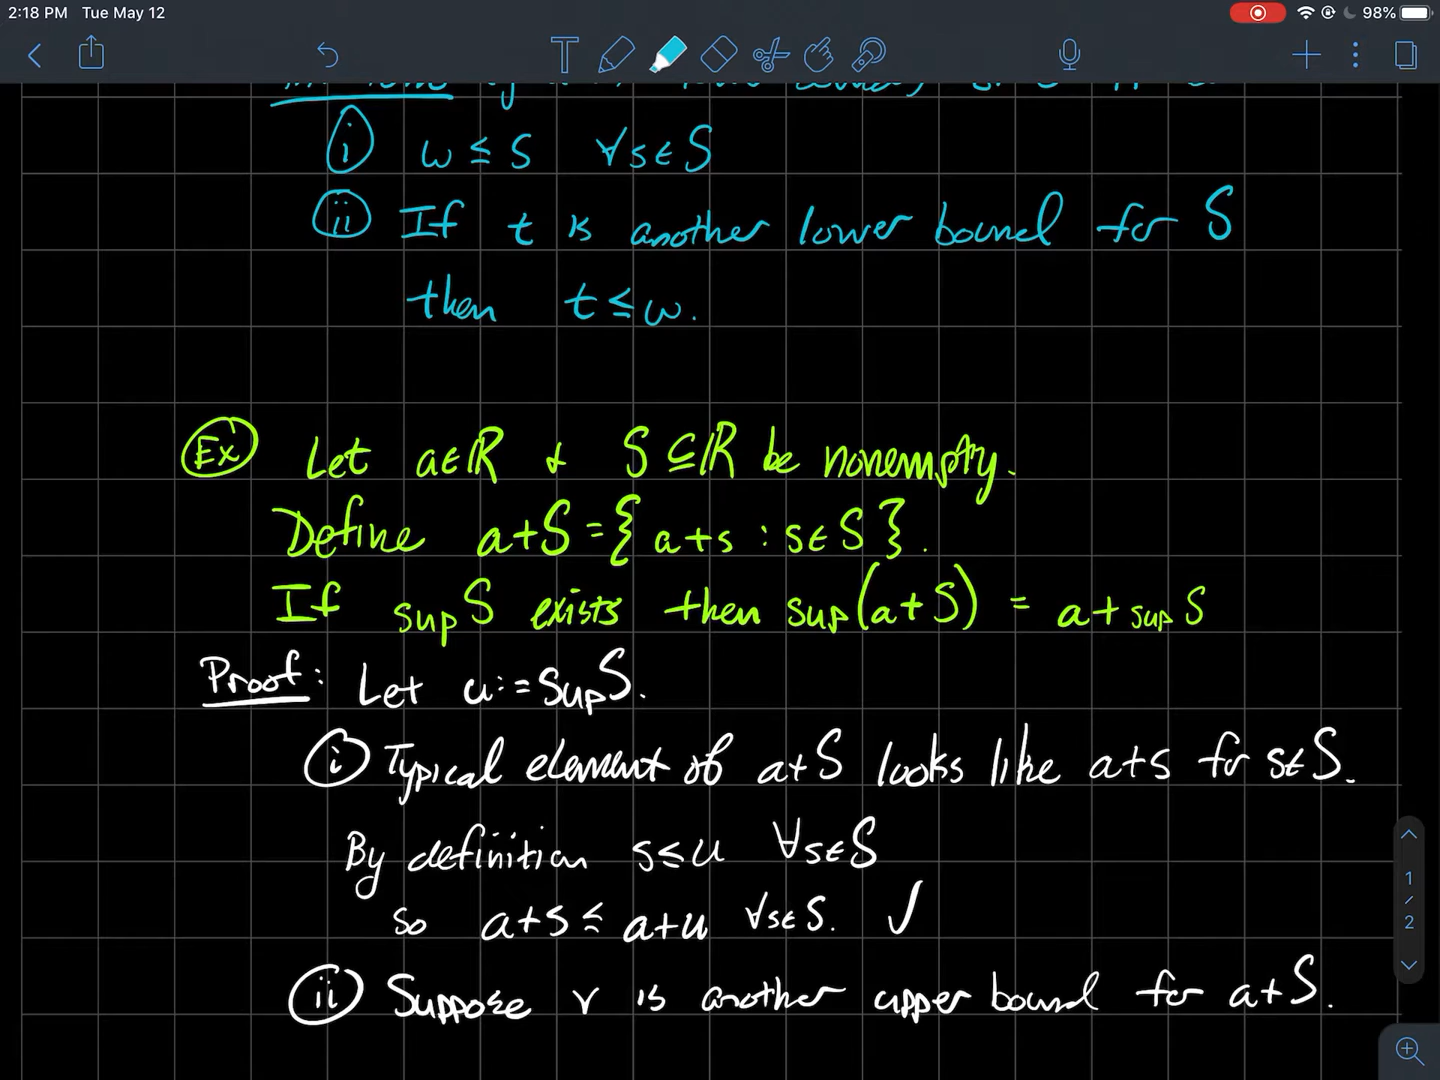 2:18 PM Tue May 12
98%
i w ≤ s ∀s∈S
ii If t is another lower bound for S
then t ≤ w.
Ex Let a∈ℝ & S⊆ℝ be nonempty.
Define a+S={a+s : s∈S}.
If sup S exists then sup(a+S) = a+sup S
Proof: Let u:=Sup S.
i Typical element of a+S looks like a+s for s∈S.
By definition s≤u ∀s∈S
1
2
so a+s ≤ a+u ∀s∈S. ✓
ii Suppose v is another upper bound for a+S.